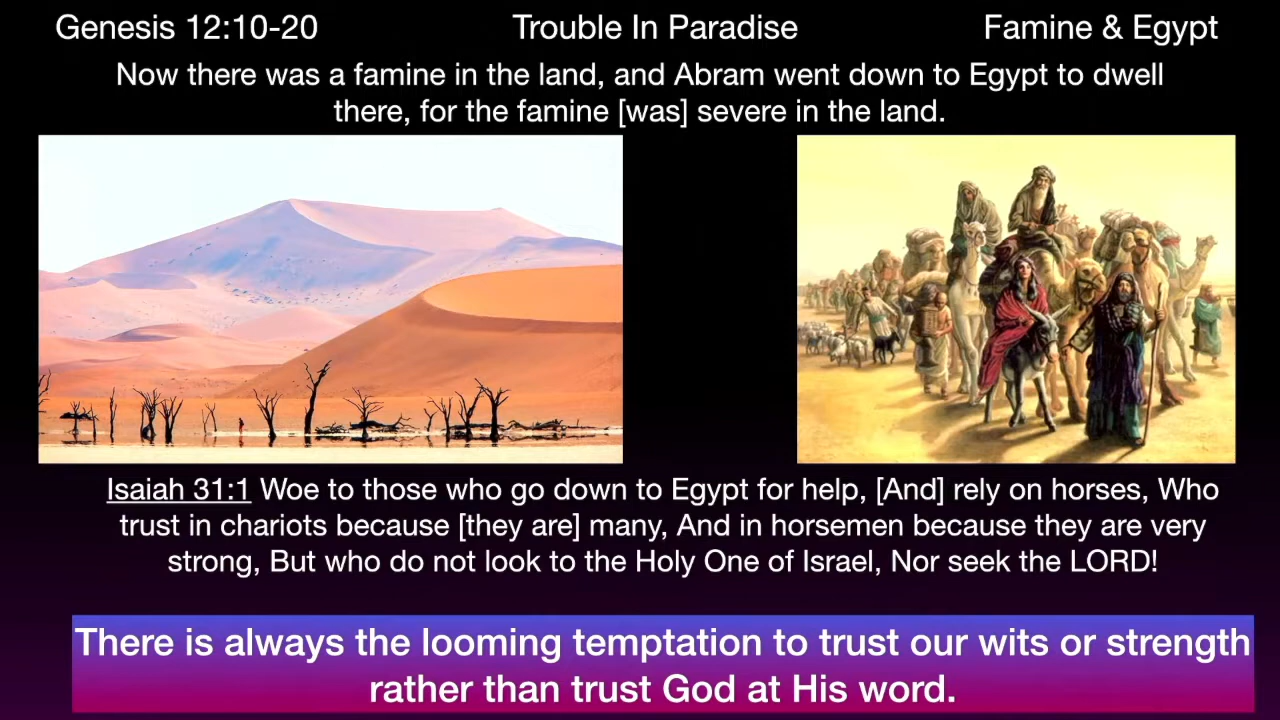 Genesis 12:10-20 Trouble In Paradise Famine & Egypt
Now there was a famine in the land, and Abram went down to Egypt to dwell
there, for the famine [was] severe in the land.
Isaiah 31:1 Woe to those who go down to Egypt for help, [And] rely on horses, Who
trust in chariots because [they are] many, And in horsemen because they are very
strong, But who do not look to the Holy One of Israel, Nor seek the LORD!
There is always the looming temptation to trust our wits or strength
rather than trust God at His word.